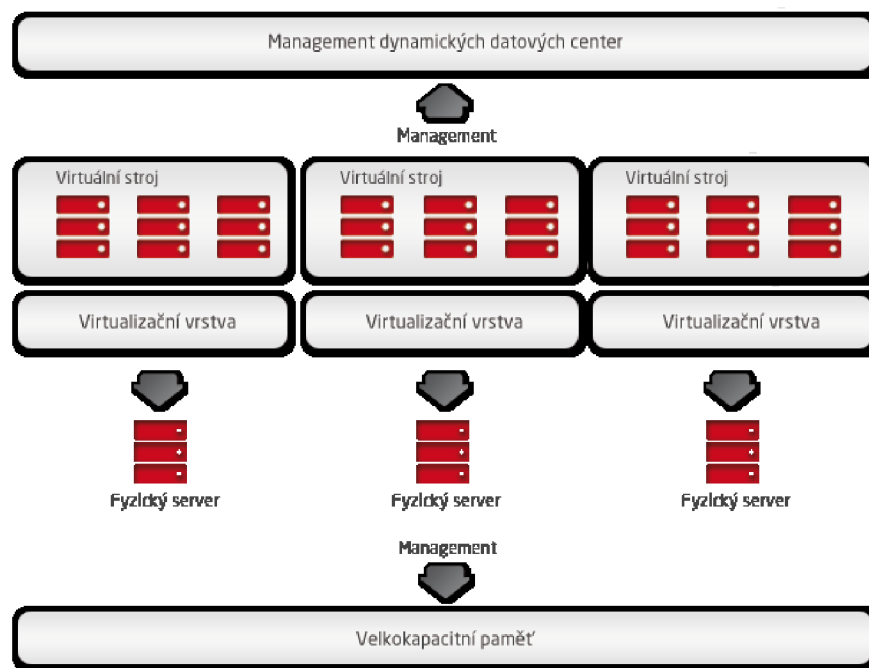 Management dynamických datových center
Management
Virtuální stroj
Virtuální stroj
Virtuální stroj
Virtualizační vrstva
Virtualizační vrstva
Virtualizační vrstva
Fyzický server
Fyzický server
Fyzický server
Management
Velkokapacitní paměť